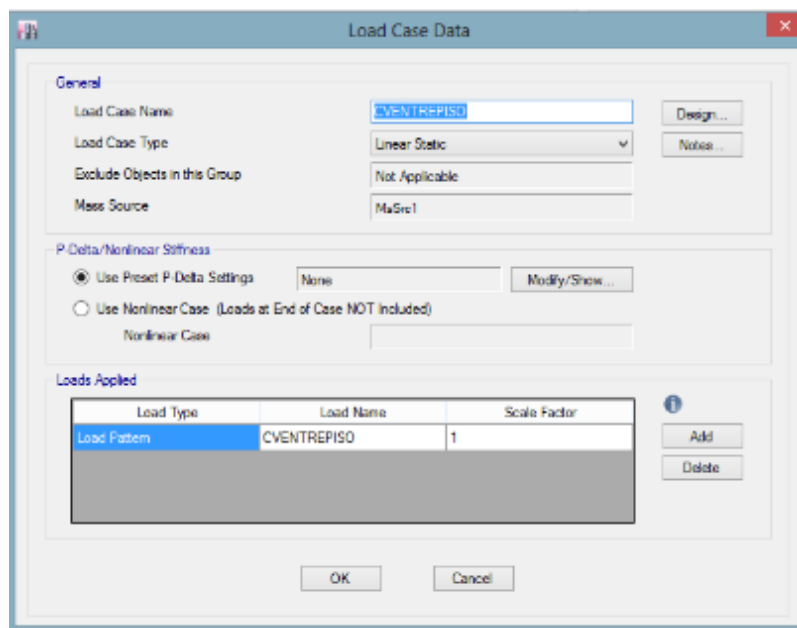 Load Case Data
General
Load Case Name CVENTREPISO Design...
Load Case Type Linear Static Notes...
Exclude Objects in this Group Not Applicable
Mass Source MsSrc1
P-Delta/Nonlinear Stiffness
Use Preset P-Delta Settings None Modify/Show...
Use Nonlinear Case (Loads at End of Case NOT Included)
Nonlinear Case
Loads Applied
Load Type Load Name Scale Factor
Load Pattern CVENTREPISO 1
Add
Delete
OK Cancel